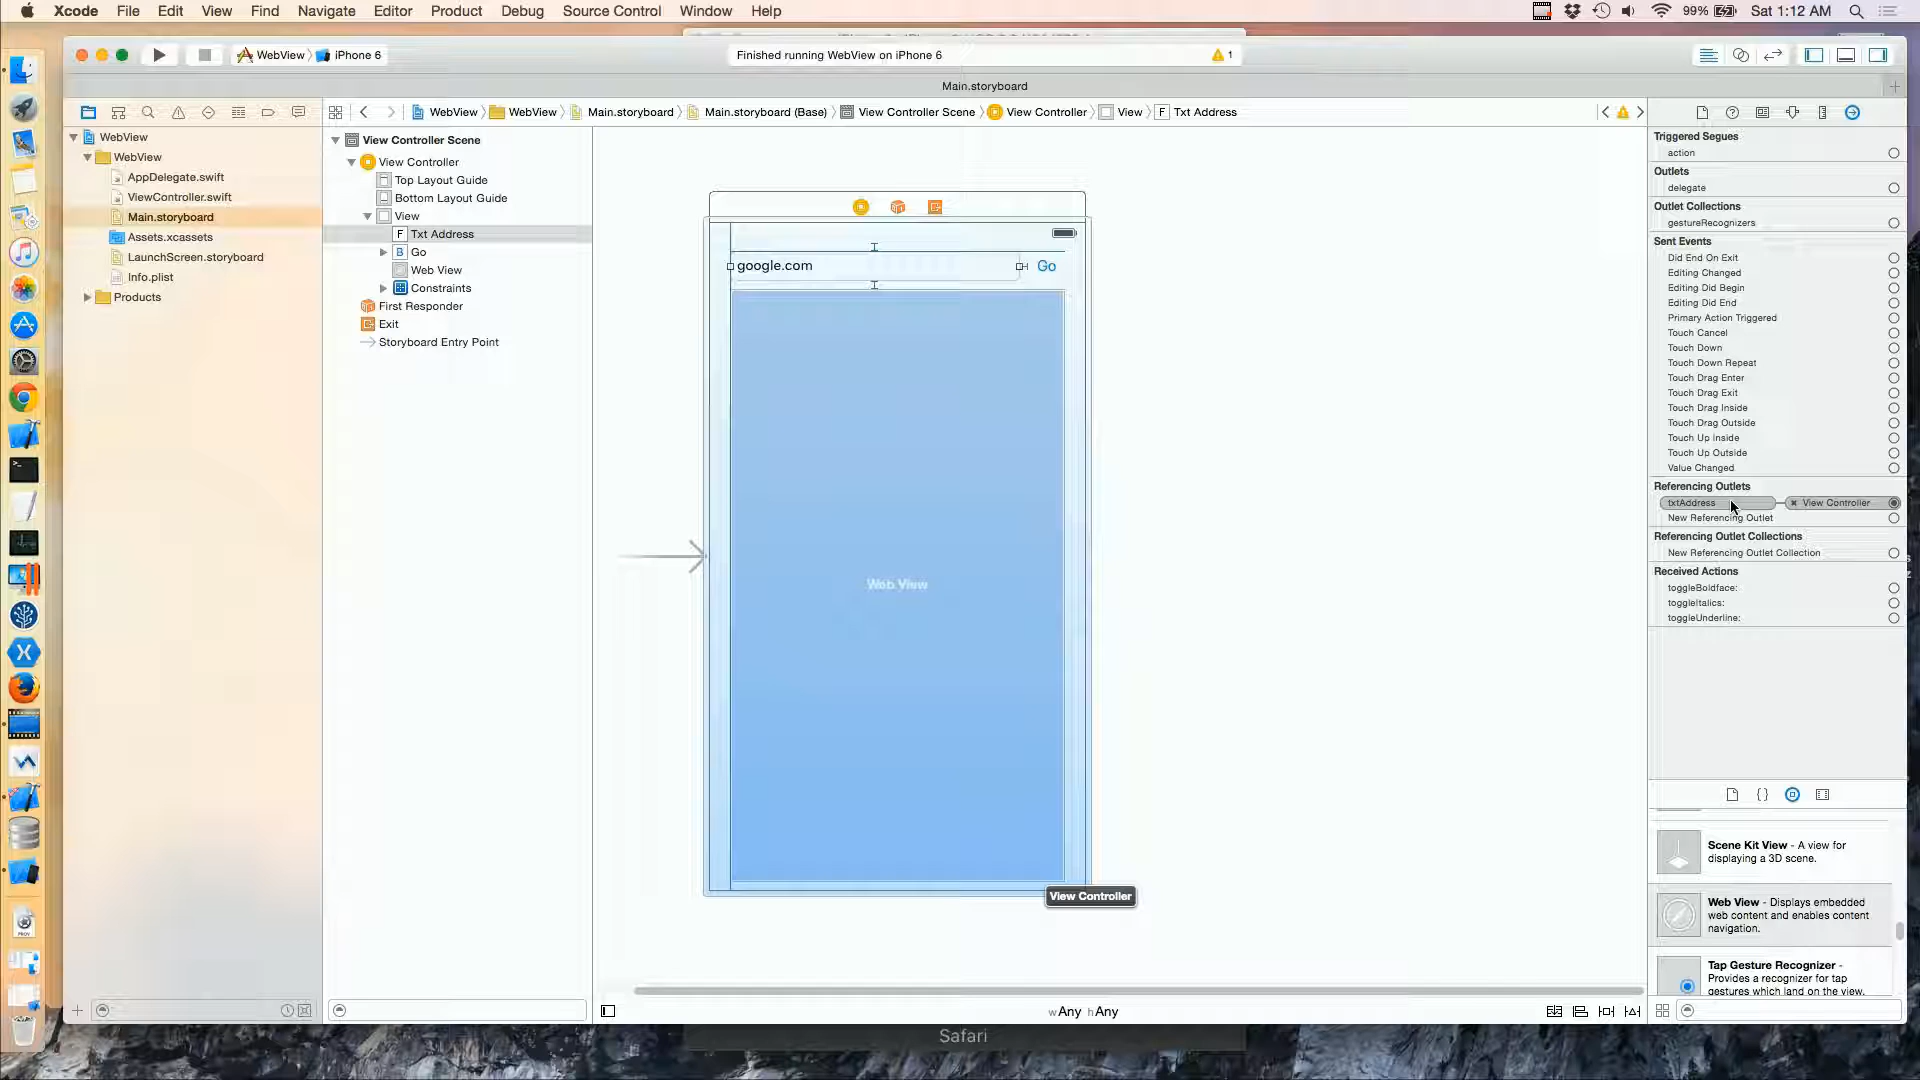 Xcode File Edit View Find Navigate Editor Product Debug Source Control Window Help 99% Sat 1:12 AM
WebView iPhone 6 Finished running WebView on iPhone 6 1
Main.storyboard
WebView WebView Main.storyboard Main.storyboard (Base) View Controller Scene View Controller View F Txt Address
WebView
WebView
AppDelegate.swift
ViewController.swift
Main.storyboard
Assets.xcassets
LaunchScreen.storyboard
Info.plist
Products
View Controller Scene
View Controller
Top Layout Guide
Bottom Layout Guide
View
F Txt Address
B Go
Web View
Constraints
First Responder
Exit
Storyboard Entry Point
google.com Go
Web View
View Controller
wAny hAny
Triggered Segues
action
Outlets
delegate
Outlet Collections
gestureRecognizers
Sent Events
Did End On Exit
Editing Changed
Editing Did Begin
Editing Did End
Primary Action Triggered
Touch Cancel
Touch Down
Touch Down Repeat
Touch Drag Enter
Touch Drag Exit
Touch Drag Inside
Touch Drag Outside
Touch Up Inside
Touch Up Outside
Value Changed
Referencing Outlets
txtAddress View Controller
New Referencing Outlet
Referencing Outlet Collections
New Referencing Outlet Collection
Received Actions
toggleBoldface:
toggleItalics:
toggleUnderline:
Scene Kit View - A view for
displaying a 3D scene.
Web View - Displays embedded
web content and enables content
navigation.
Tap Gesture Recognizer -
Provides a recognizer for tap
gestures which land on the view.
Safari